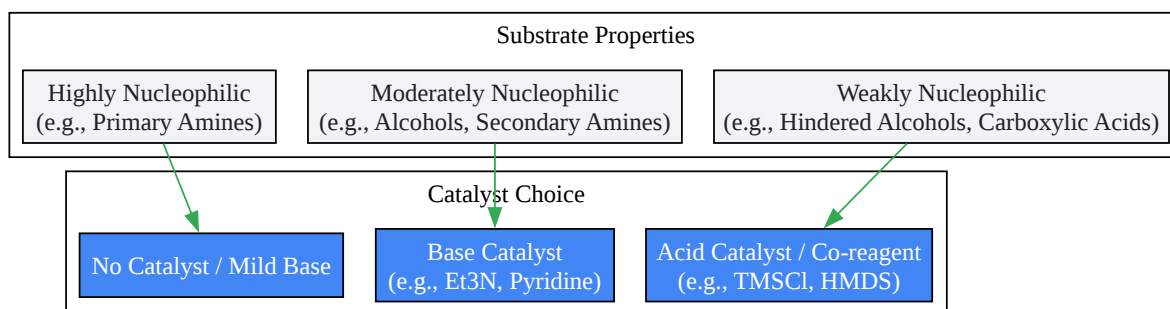 Substrate Properties
Highly Nucleophilic
(e.g., Primary Amines)
Moderately Nucleophilic
(e.g., Alcohols, Secondary Amines)
Weakly Nucleophilic
(e.g., Hindered Alcohols, Carboxylic Acids)
Catalyst Choice
No Catalyst / Mild Base
Base Catalyst
(e.g., Et3N, Pyridine)
Acid Catalyst / Co-reagent
(e.g., TMSCl, HMDS)